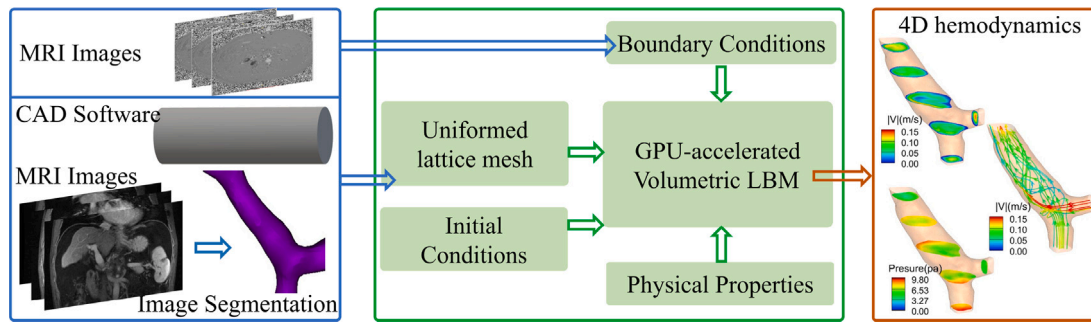 MRI Images
CAD Software
MRI Images
Image Segmentation
Boundary Conditions
Uniformed
lattice mesh
GPU-accelerated
Volumetric LBM
Initial
Conditions
Physical Properties
4D hemodynamics
|V|(m/s)
0.15
0.10
0.05
0.00
|V|(m/s)
0.15
0.10
0.05
0.00
Presure(pa)
9.80
6.53
3.27
0.00